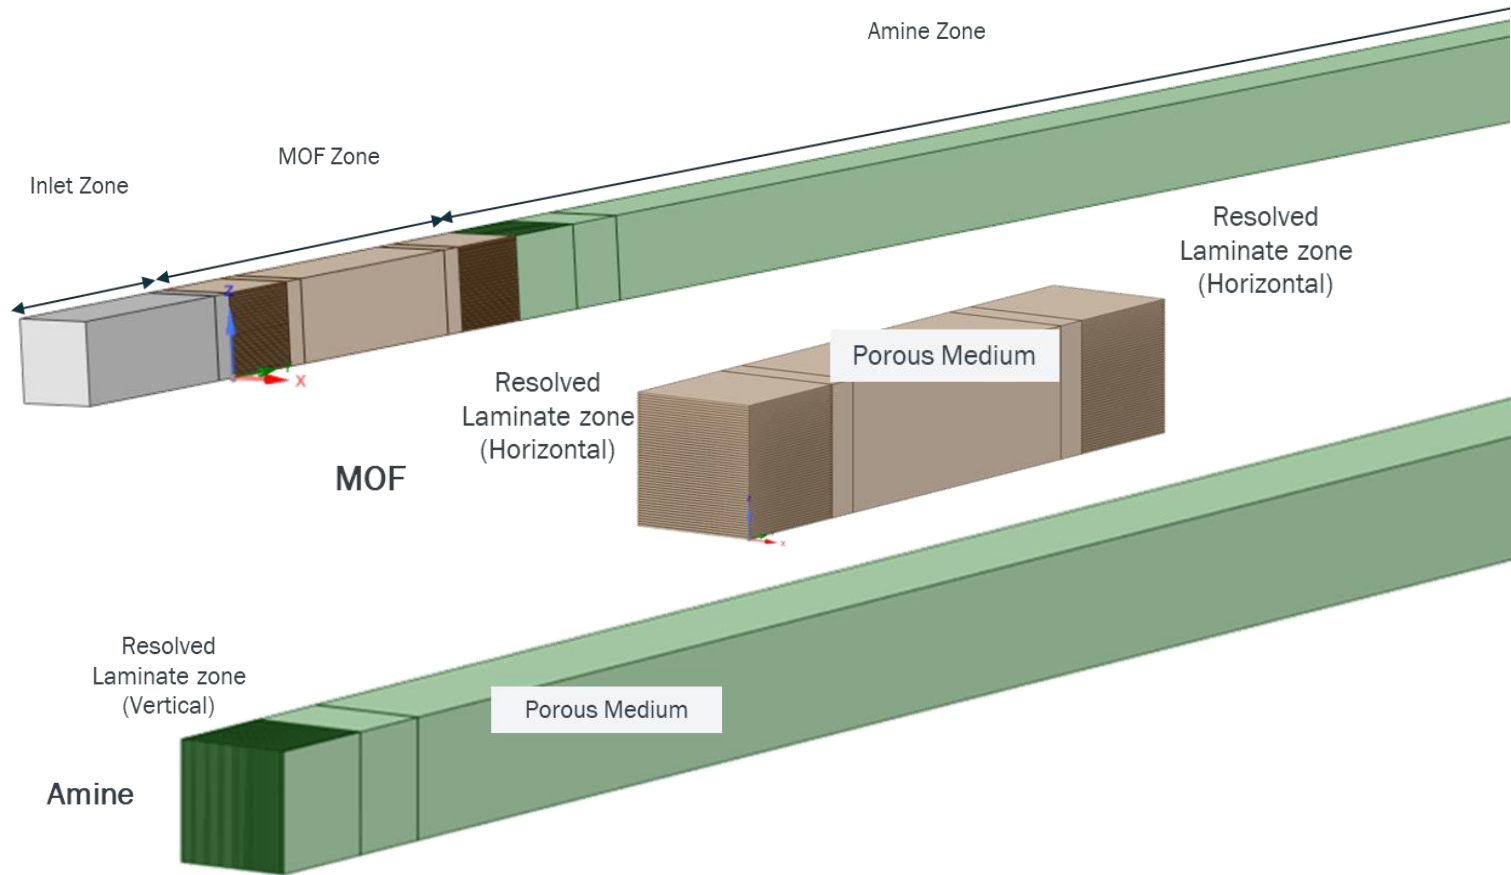 Amine Zone
MOF Zone
Inlet Zone
Z
Y
X
Resolved
Laminate zone
(Horizontal)
Porous Medium
Resolved
Laminate zone
(Horizontal)
MOF
z
x
Resolved
Laminate zone
(Vertical)
Porous Medium
Amine